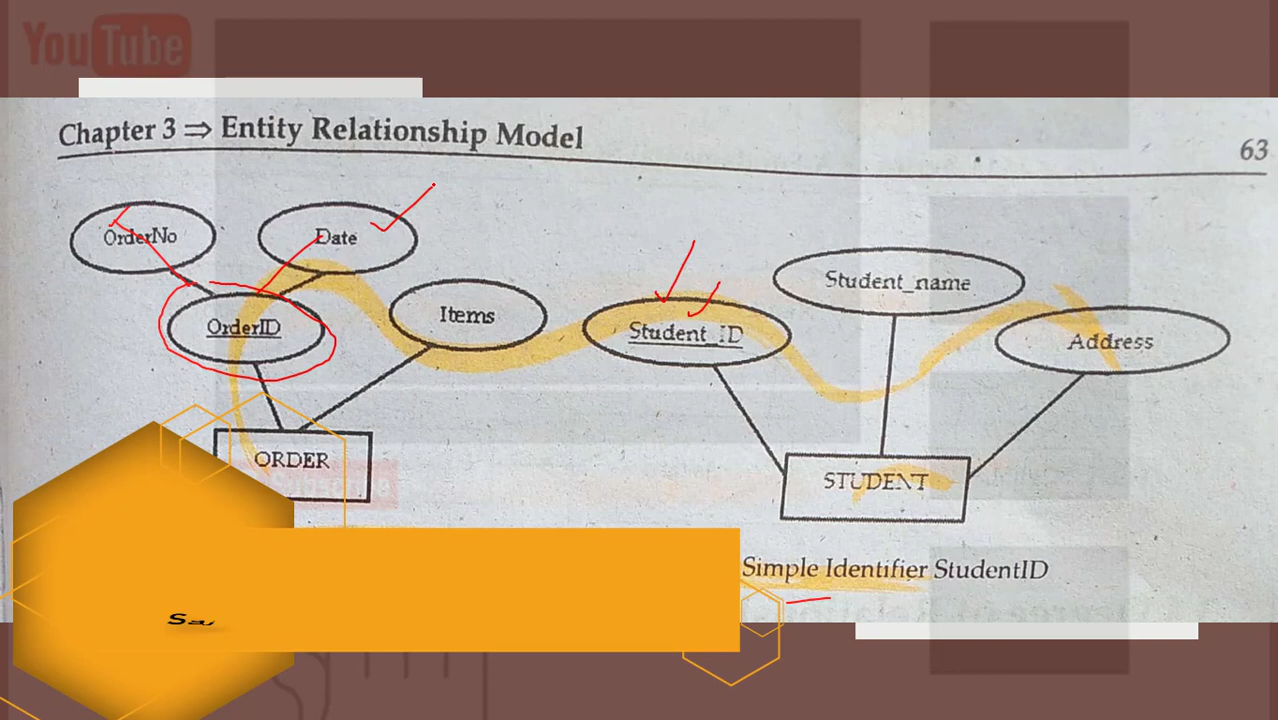 YouTube
Chapter 3 ⇒ Entity Relationship Model 63
OrderNo Date
Student_name
OrderID Items Student_ID Address
ORDER STUDENT
Subscribe
Simple Identifier StudentID